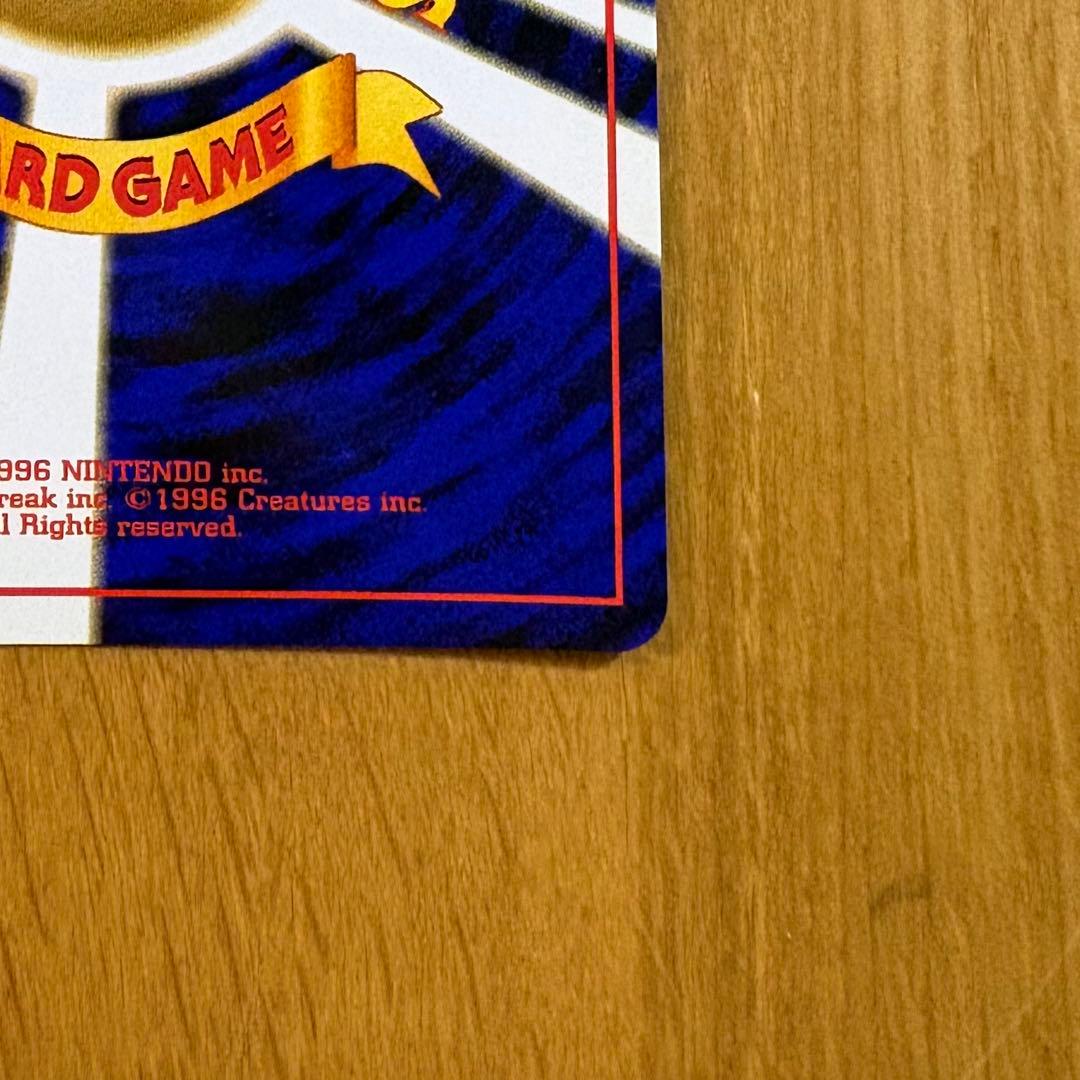 RD GAME
996 NINTENDO inc.
reak inc. ©1996 Creatures inc.
l Rights reserved.